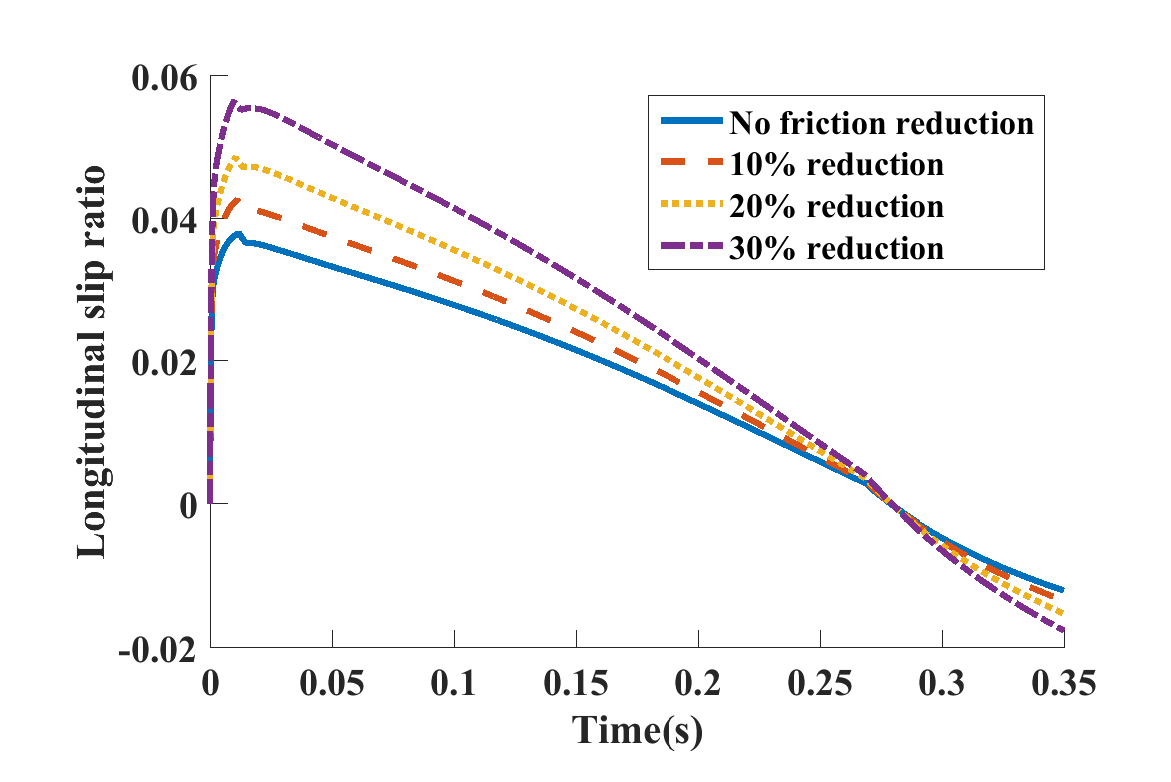 Longitudinal slip ratio
0.06
0.04
0.02
0
-0.02
No friction reduction
10% reduction
20% reduction
30% reduction
0 0.05 0.1 0.15 0.2 0.25 0.3 0.35
Time(s)